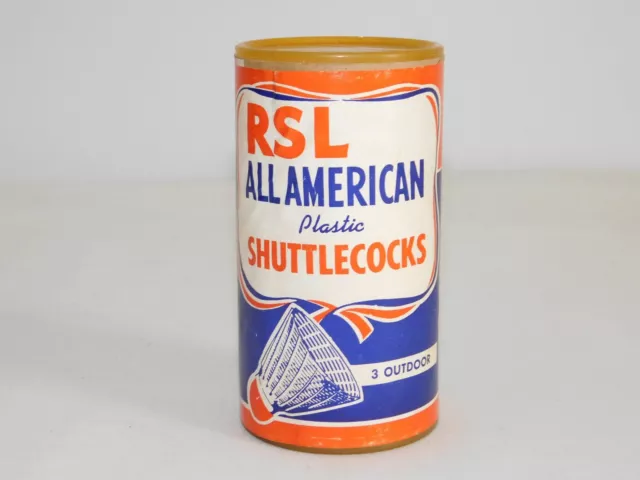 RSL
ALL AMERICAN
Plastic
SHUTTLECOCKS
3 OUTDOOR